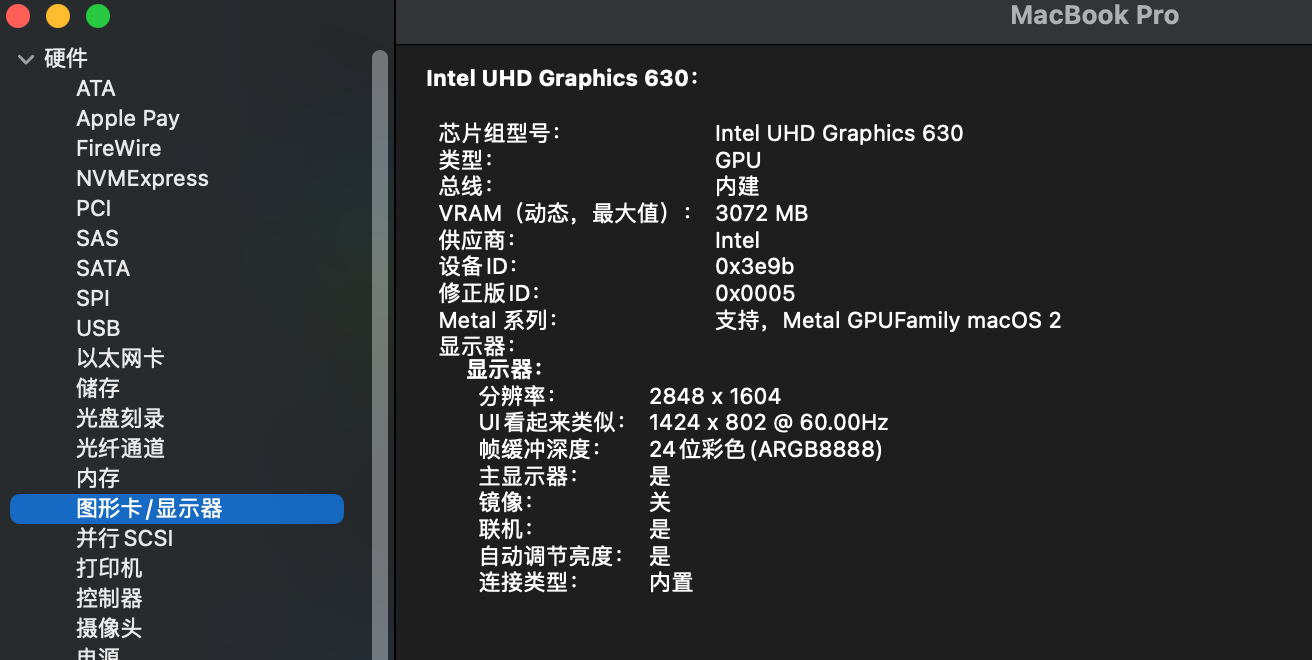 MacBook Pro
硬件
ATA
Apple Pay
FireWire
NVMExpress
PCI
SAS
SATA
SPI
USB
以太网卡
储存
光盘刻录
光纤通道
内存
图形卡/显示器
并行SCSI
打印机
控制器
摄像头
电源
Intel UHD Graphics 630：
芯片组型号： Intel UHD Graphics 630
类型： GPU
总线： 内建
VRAM（动态，最大值）： 3072 MB
供应商： Intel
设备ID： 0x3e9b
修正版ID： 0x0005
Metal 系列： 支持，Metal GPUFamily macOS 2
显示器：
显示器：
分辨率： 2848 x 1604
UI看起来类似： 1424 x 802 @ 60.00Hz
帧缓冲深度： 24位彩色(ARGB8888)
主显示器： 是
镜像： 关
联机： 是
自动调节亮度： 是
连接类型： 内置